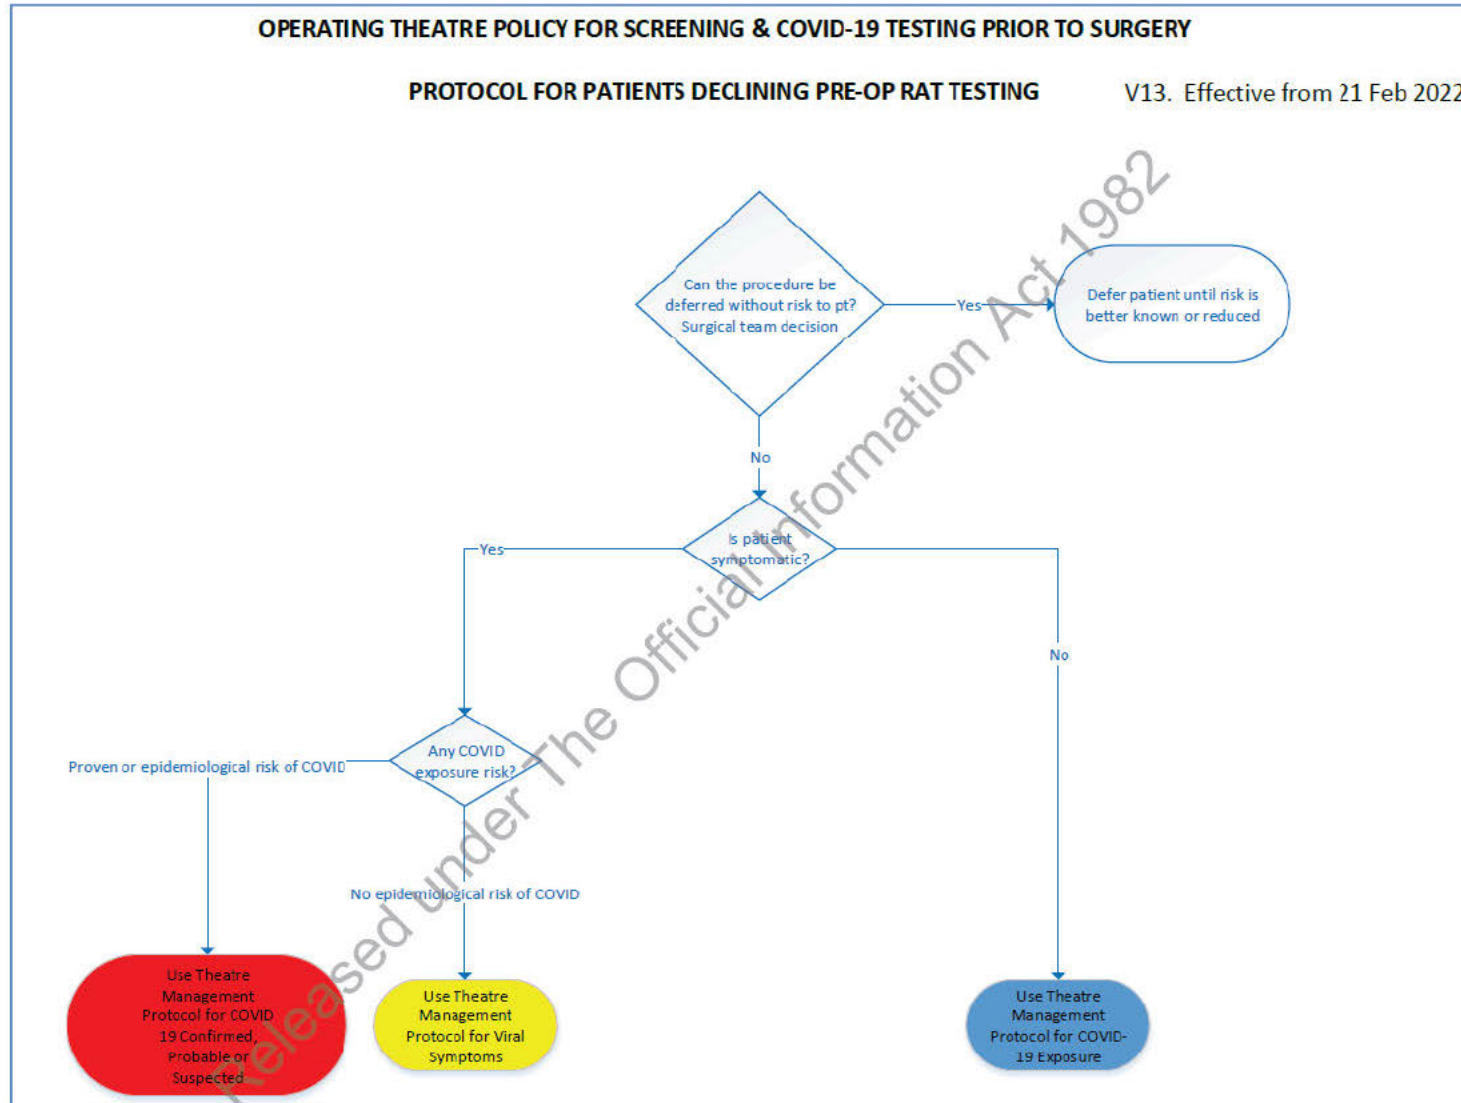 OPERATING THEATRE POLICY FOR SCREENING & COVID-19 TESTING PRIOR TO SURGERY
PROTOCOL FOR PATIENTS DECLINING PRE-OP RAT TESTING
V13. Effective from 21 Feb 2022
Can the procedure be
deferred without risk to pt?
Surgical team decision
Yes
Defer patient until risk is
better known or reduced
No
Is patient
symptomatic?
Yes
No
Any COVID
exposure risk?
Proven or epidemiological risk of COVID
No epidemiological risk of COVID
Use Theatre
Management
Protocol for COVID
19 Confirmed,
Probable or
Suspected
Use Theatre
Management
Protocol for Viral
Symptoms
Use Theatre
Management
Protocol for COVID-
19 Exposure
Released under The Official Information Act 1982